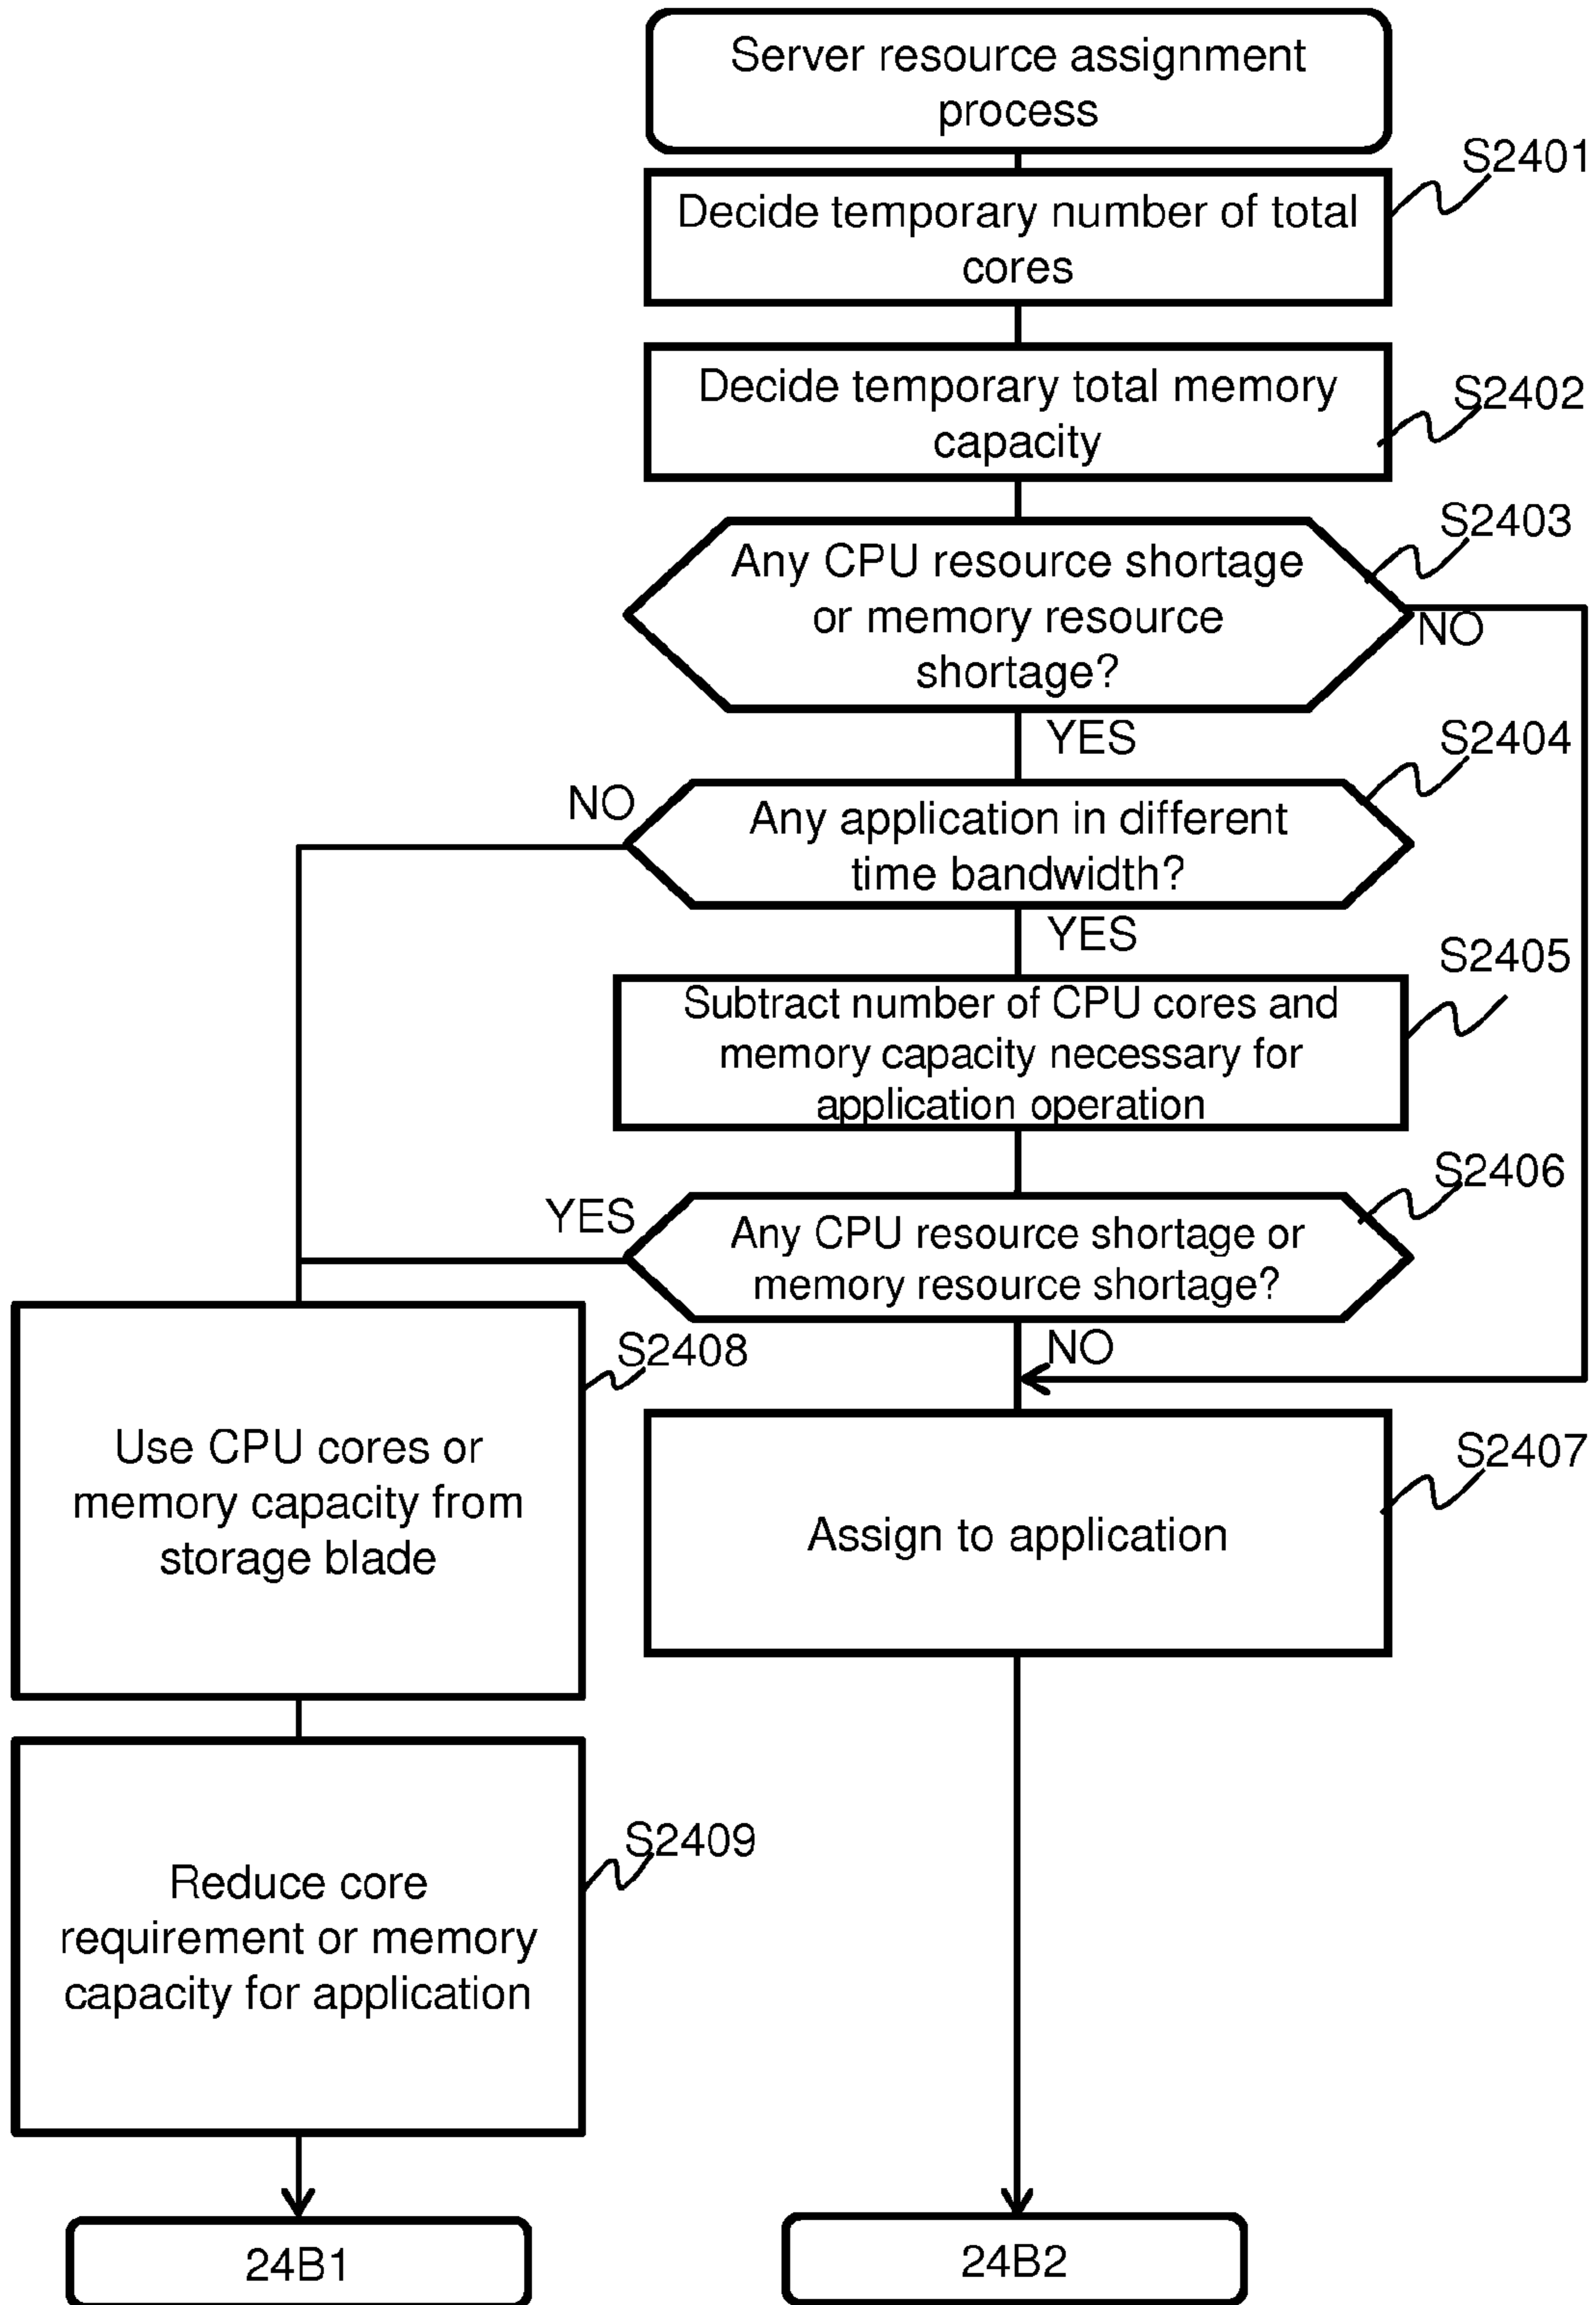 Server resource assignment
process
S2401
Decide temporary number of total
cores
Decide temporary total memory
capacity
S2402
S2403
Any CPU resource shortage
or memory resource
shortage?
NO
YES
S2404
NO
Any application in different
time bandwidth?
YES
S2405
Subtract number of CPU cores and
memory capacity necessary for
application operation
S2406
YES
Any CPU resource shortage or
memory resource shortage?
NO
S2408
Use CPU cores or
memory capacity from
storage blade
S2407
Assign to application
S2409
Reduce core
requirement or memory
capacity for application
24B1
24B2